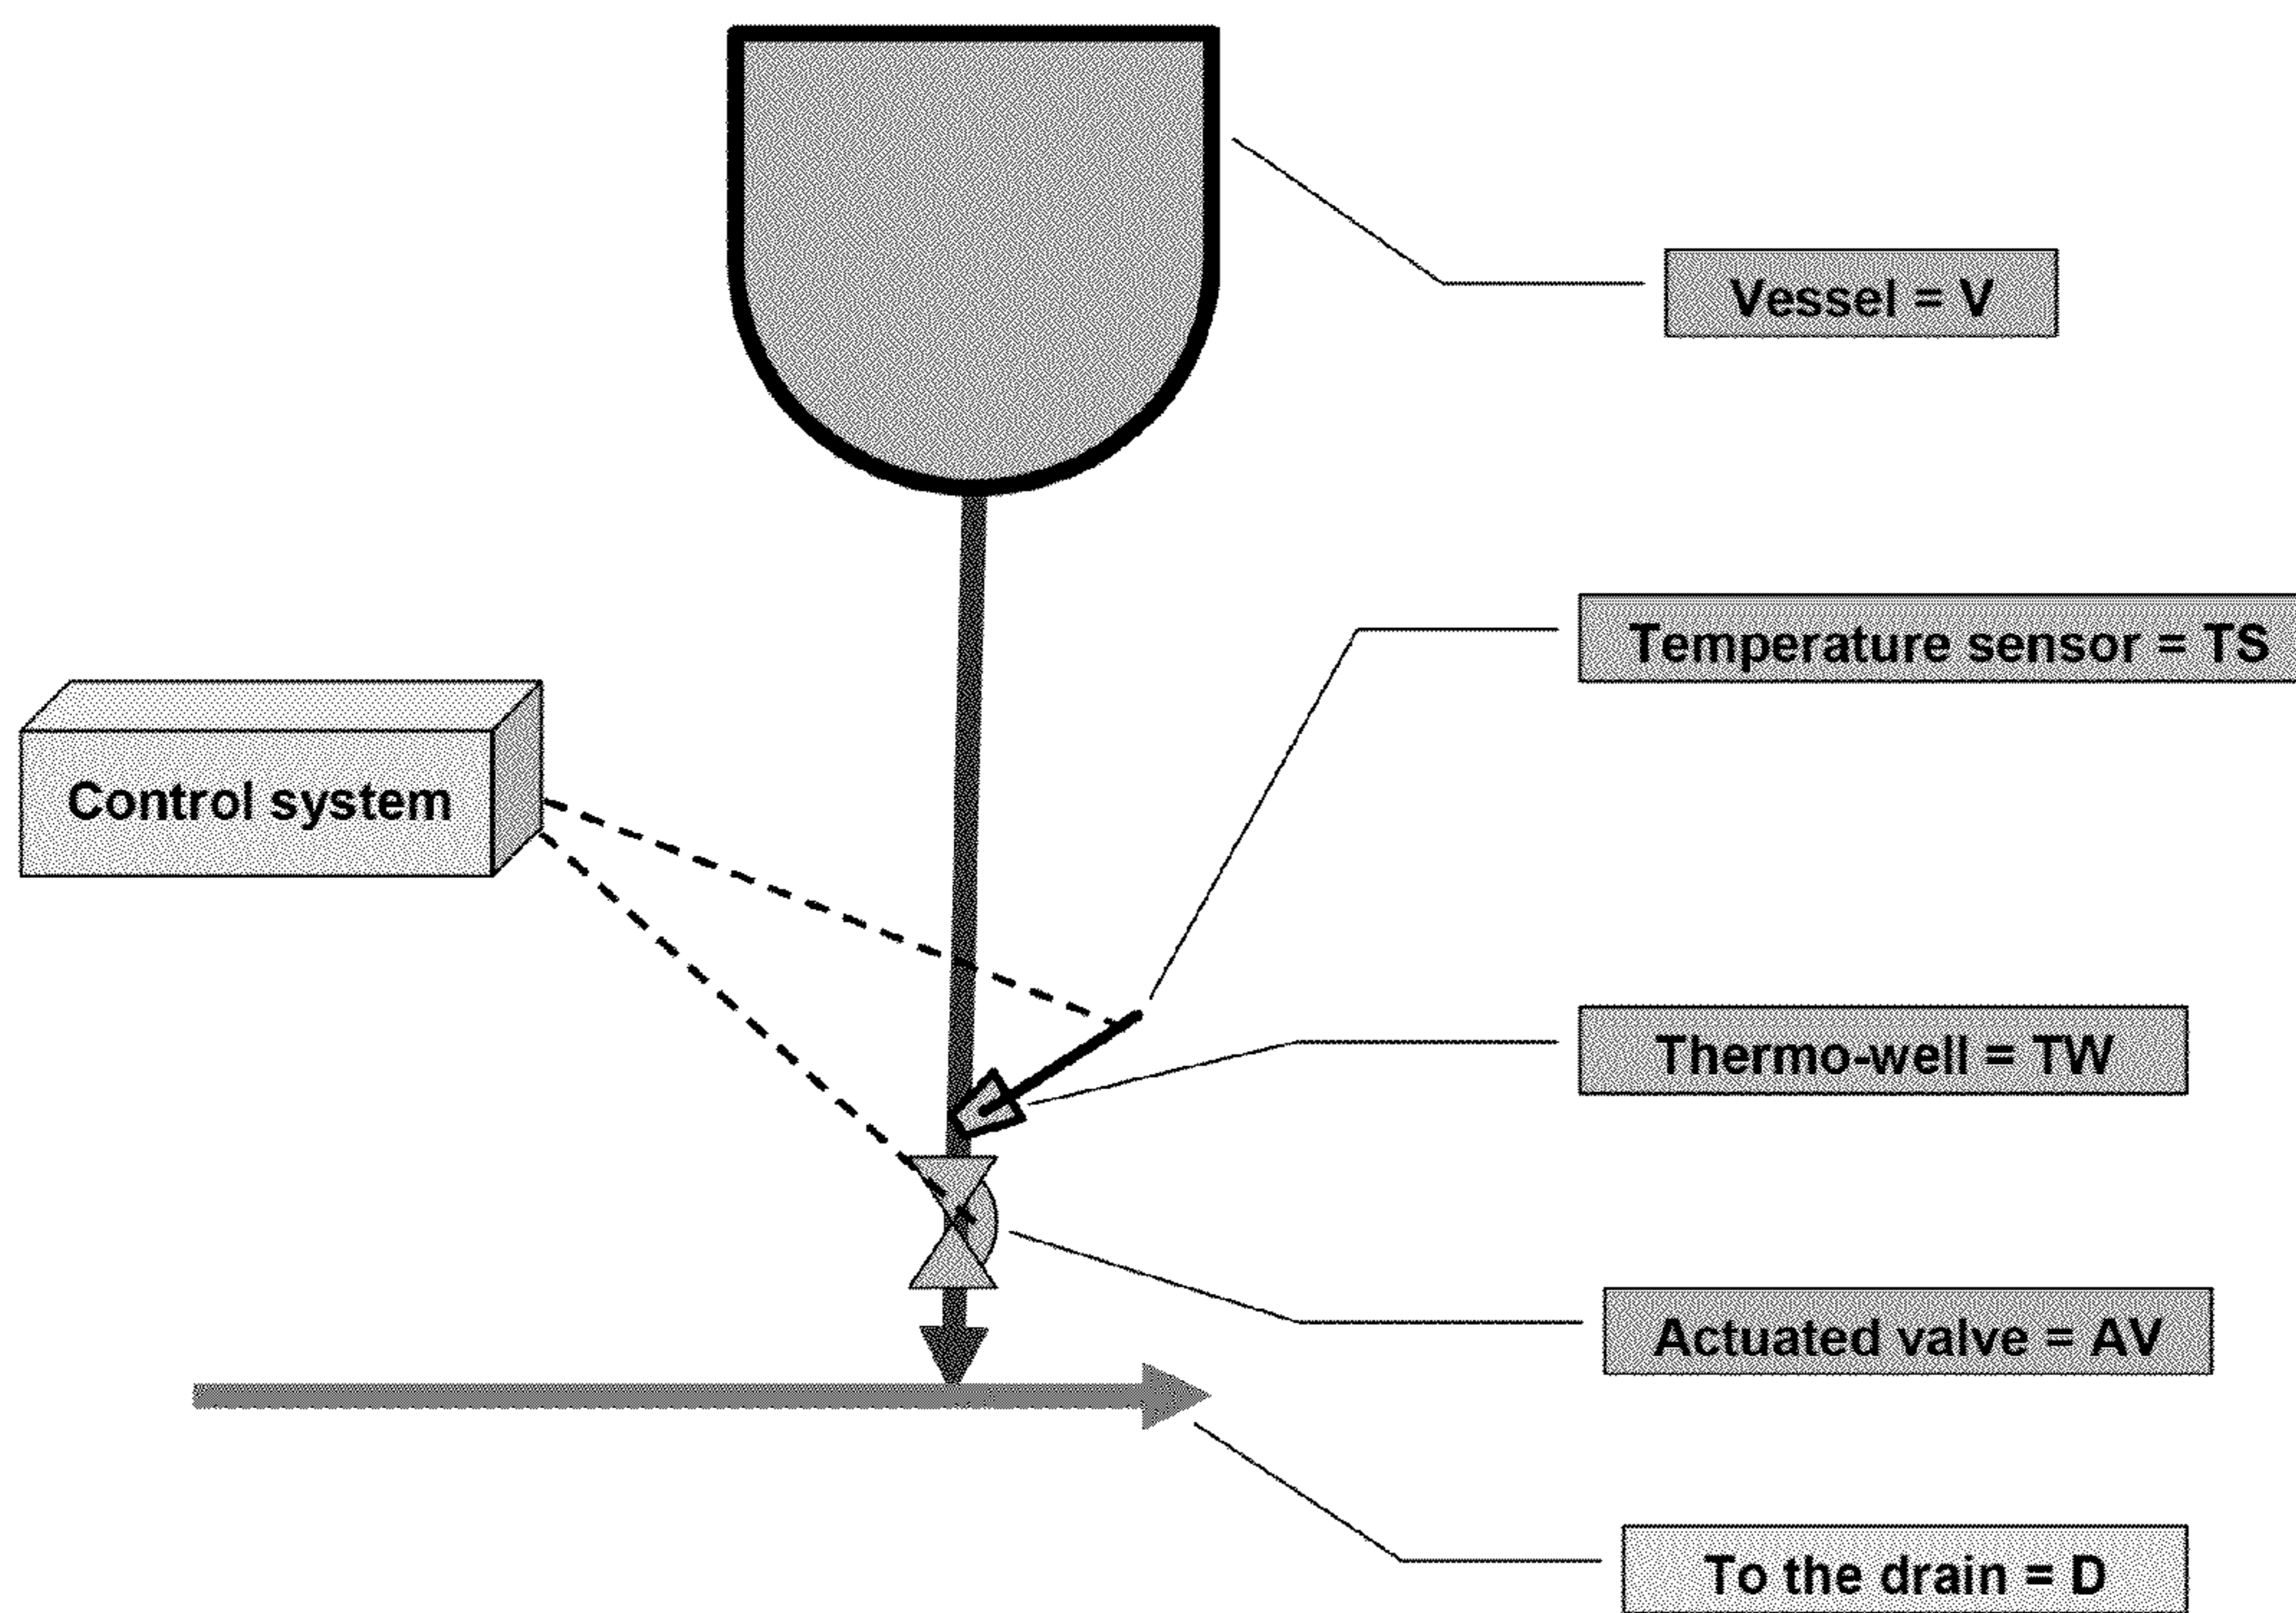 Vessel = V
Temperature sensor = TS
Control system
Thermo-well = TW
Actuated valve = AV
To the drain = D